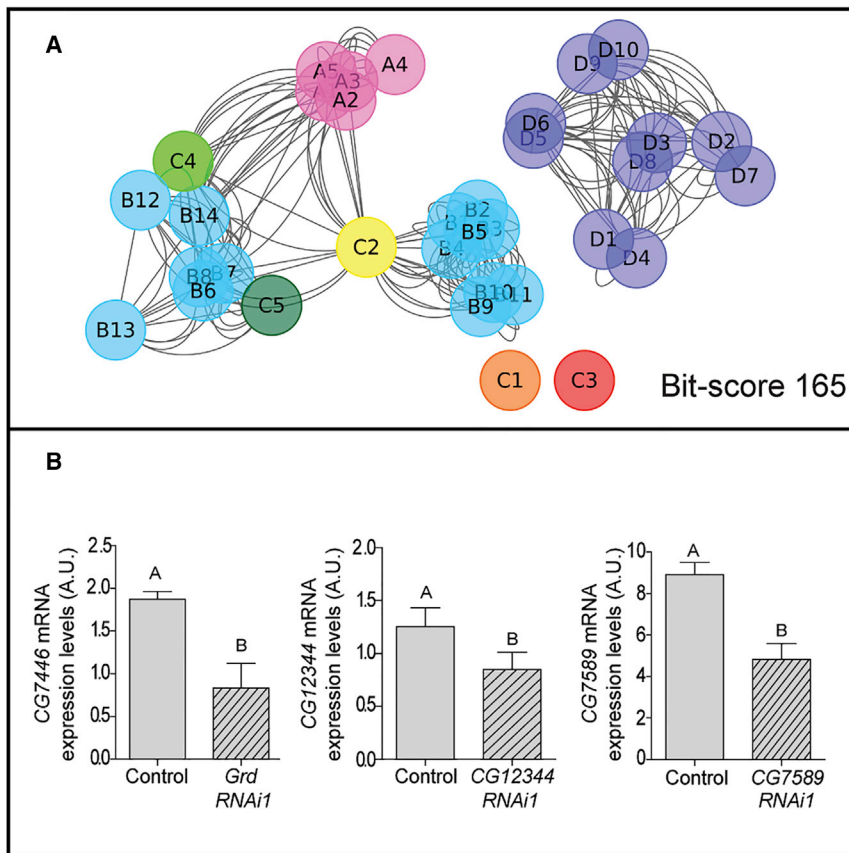 A
A5
A3
A4
A2
C4
B12
B14
B8
B7
B6
B13
C5
C2
B2
B3
B5
B4
B10
B11
B9
D10
D9
D6
D5
D3
D8
D2
D7
D1
D4
C1
C3
Bit-score 165
B
CG7446 mRNA
expression levels (A.U.)
2.5
2.0
1.5
1.0
0.5
0.0
A
B
Control
Grd
RNAi1
CG12344 mRNA
expression levels (A.U.)
2.0
1.5
1.0
0.5
0.0
A
B
Control
CG12344
RNAi1
CG7589 mRNA
expression levels (A.U.)
10
8
6
4
2
0
A
B
Control
CG7589
RNAi1